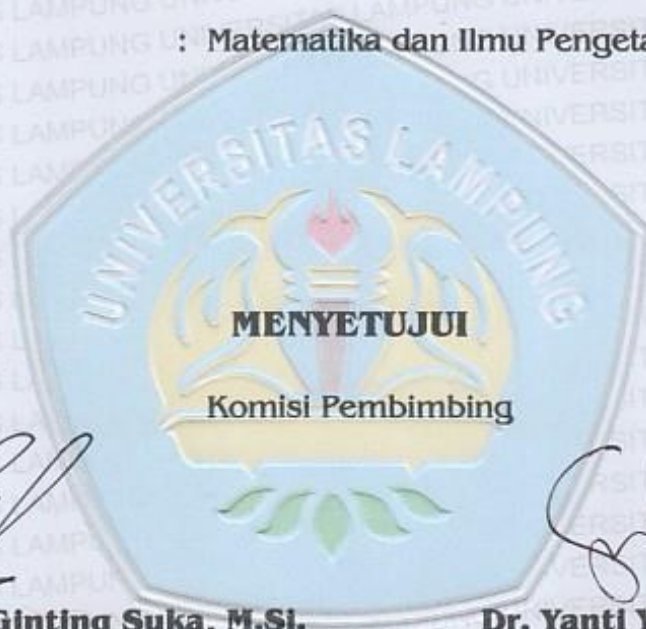 : Matematika dan Ilmu Pengeta
UNIVERSITAS LAMPUNG
MENYETUJUI
Komisi Pembimbing
Ginting Suka, M.Si.
Dr. Yanti Y